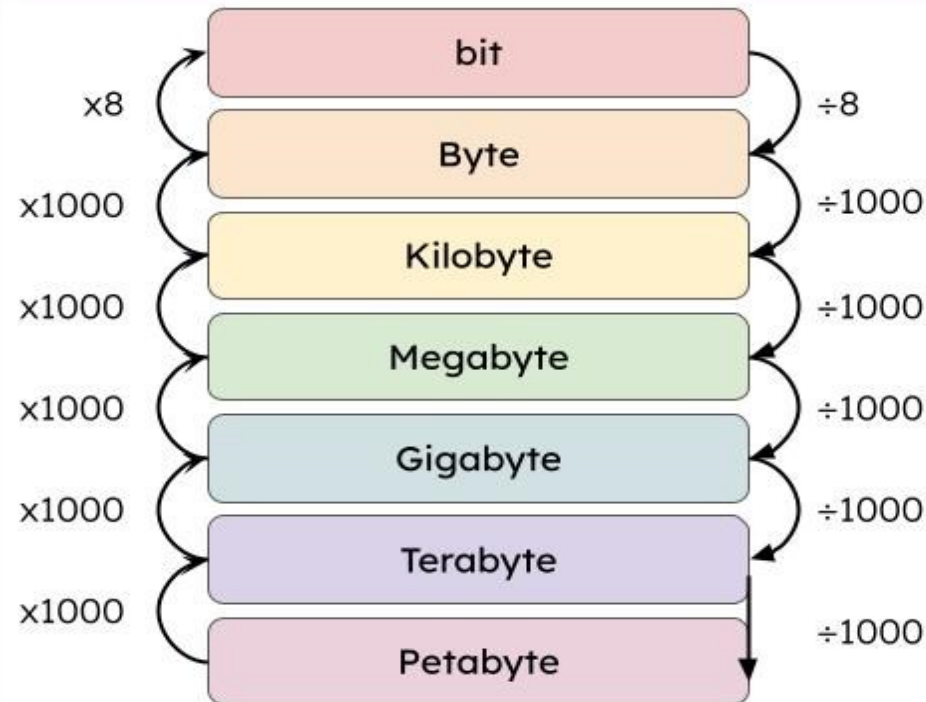 bit
x8
÷8
Byte
x1000
÷1000
Kilobyte
x1000
÷1000
Megabyte
x1000
÷1000
Gigabyte
x1000
÷1000
Terabyte
x1000
÷1000
Petabyte